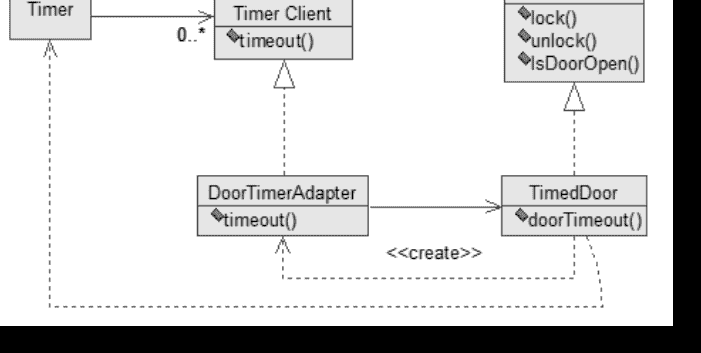 Timer
0..*
Timer Client
timeout()
lock()
unlock()
IsDoorOpen()
DoorTimerAdapter
timeout()
TimedDoor
doorTimeout()
<<create>>